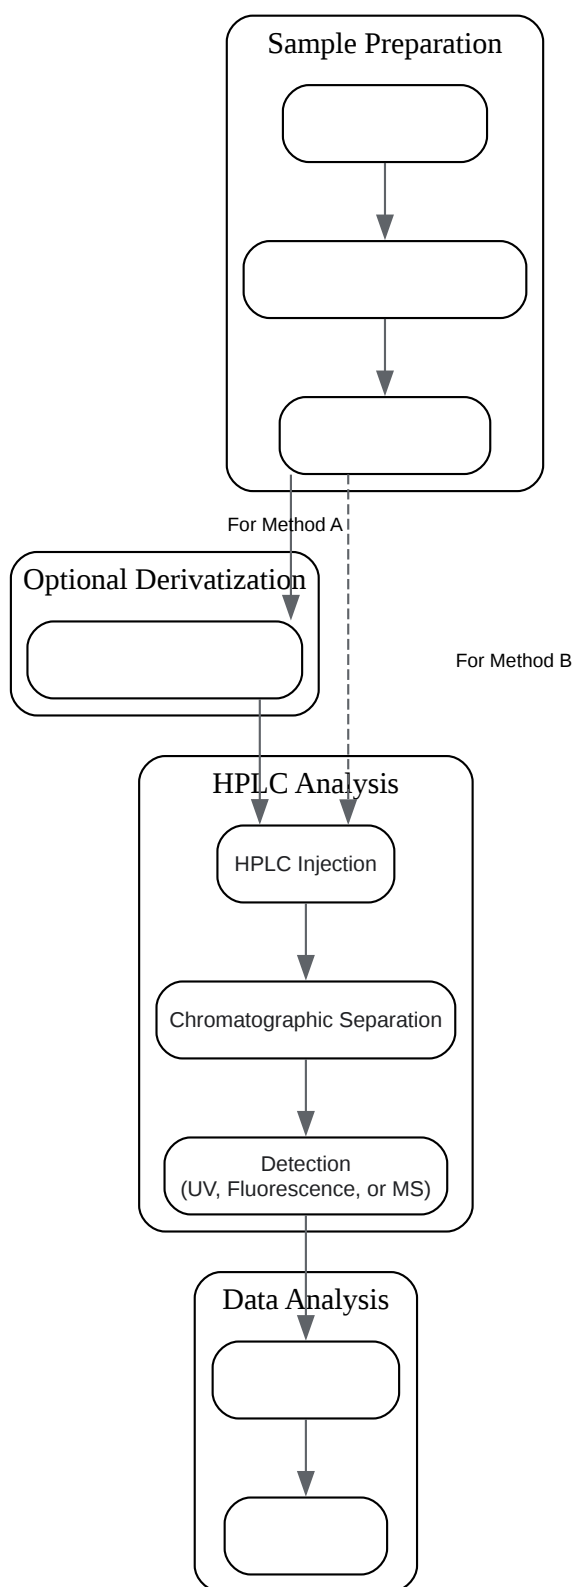 Sample Preparation
For Method A
Optional Derivatization
For Method B
HPLC Analysis
HPLC Injection
Chromatographic Separation
Detection
(UV, Fluorescence, or MS)
Data Analysis